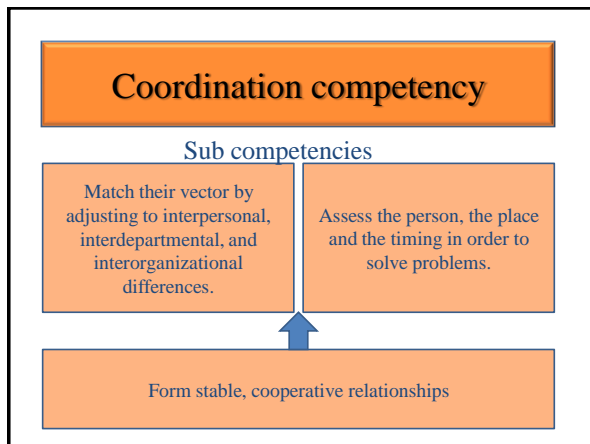 Coordination competency
Sub competencies
Match their vector by
adjusting to interpersonal,
interdepartmental, and
interorganizational
differences.
Assess the person, the place
and the timing in order to
solve problems.
Form stable, cooperative relationships